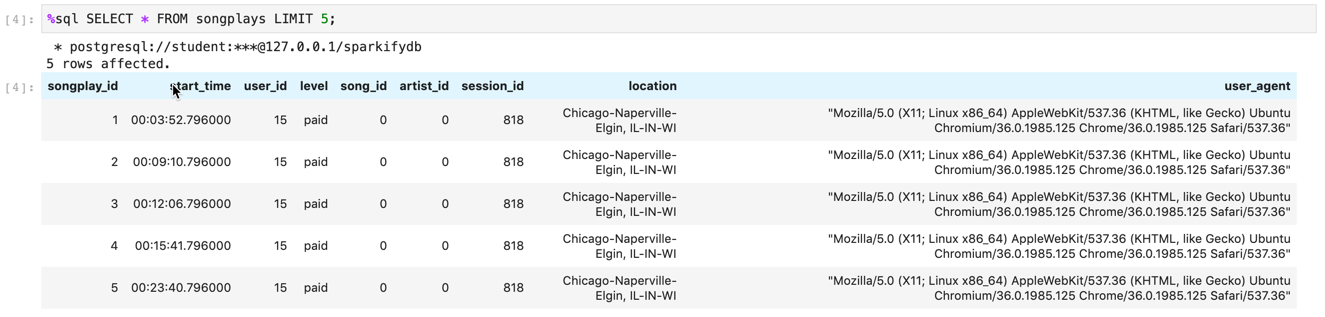 [4]: %sql SELECT * FROM songplays LIMIT 5;
* postgresql://student:***@127.0.0.1/sparkifydb
5 rows affected.
[4]: songplay_id start_time user_id level song_id artist_id session_id location user_agent
1 00:03:52.796000 15 paid 0 0 818 Chicago-Naperville- "Mozilla/5.0 (X11; Linux x86_64) AppleWebKit/537.36 (KHTML, like Gecko) Ubuntu
Elgin, IL-IN-WI Chromium/36.0.1985.125 Chrome/36.0.1985.125 Safari/537.36"
2 00:09:10.796000 15 paid 0 0 818 Chicago-Naperville- "Mozilla/5.0 (X11; Linux x86_64) AppleWebKit/537.36 (KHTML, like Gecko) Ubuntu
Elgin, IL-IN-WI Chromium/36.0.1985.125 Chrome/36.0.1985.125 Safari/537.36"
3 00:12:06.796000 15 paid 0 0 818 Chicago-Naperville- "Mozilla/5.0 (X11; Linux x86_64) AppleWebKit/537.36 (KHTML, like Gecko) Ubuntu
Elgin, IL-IN-WI Chromium/36.0.1985.125 Chrome/36.0.1985.125 Safari/537.36"
4 00:15:41.796000 15 paid 0 0 818 Chicago-Naperville- "Mozilla/5.0 (X11; Linux x86_64) AppleWebKit/537.36 (KHTML, like Gecko) Ubuntu
Elgin, IL-IN-WI Chromium/36.0.1985.125 Chrome/36.0.1985.125 Safari/537.36"
5 00:23:40.796000 15 paid 0 0 818 Chicago-Naperville- "Mozilla/5.0 (X11; Linux x86_64) AppleWebKit/537.36 (KHTML, like Gecko) Ubuntu
Elgin, IL-IN-WI Chromium/36.0.1985.125 Chrome/36.0.1985.125 Safari/537.36"